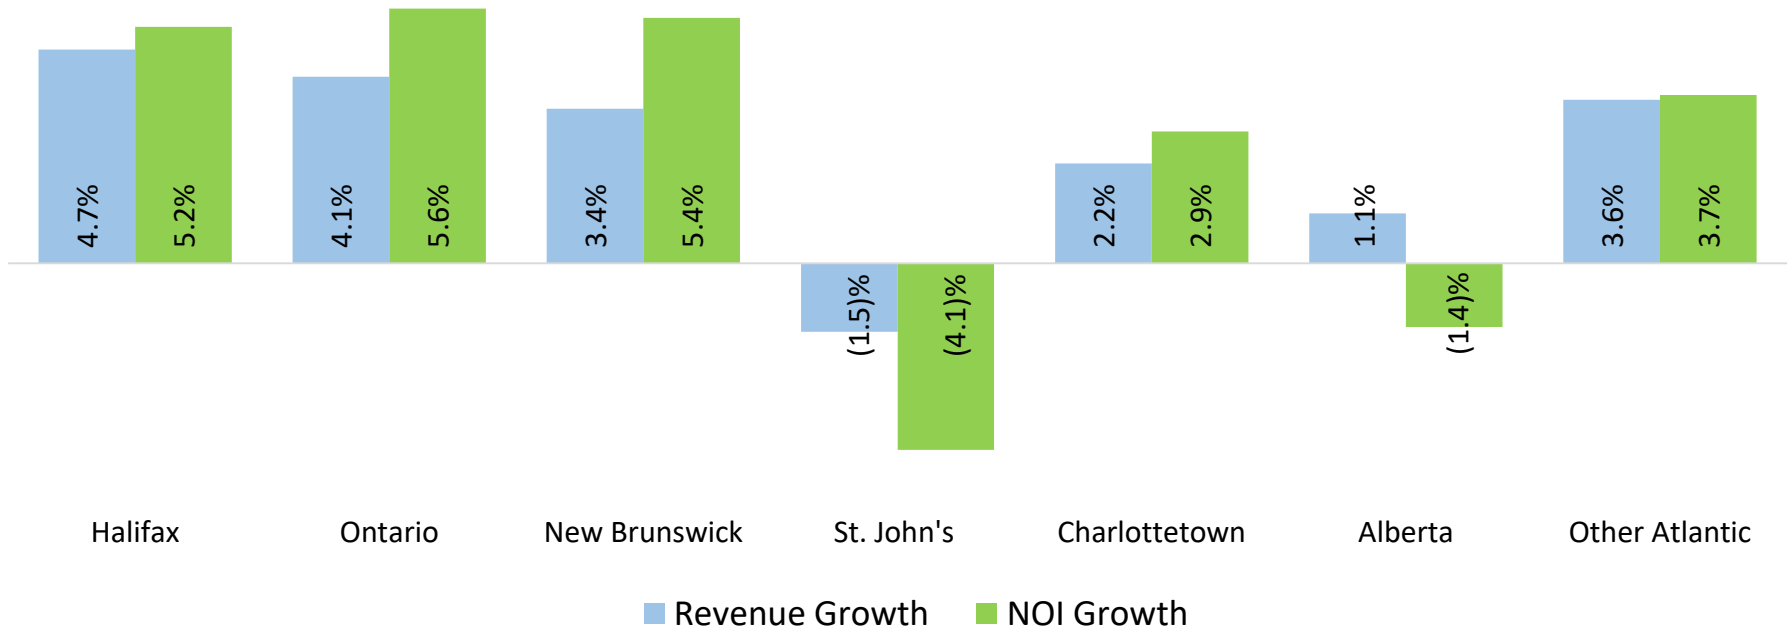 4.7% 5.2% 4.1% 5.6% 3.4% 5.4% (1.5)% (4.1)% 2.2% 2.9% 1.1% (1.4)% 3.6% 3.7%
Halifax Ontario New Brunswick St. John's Charlottetown Alberta Other Atlantic
Revenue Growth NOI Growth